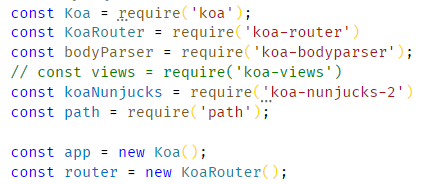 const Koa = require('koa');
const KoaRouter = require('koa-router')
const bodyParser = require('koa-bodyparser');
// const views = require('koa-views')
const koaNunjucks = require('koa-nunjucks-2')
const path = require('path');
const app = new Koa();
const router = new KoaRouter();